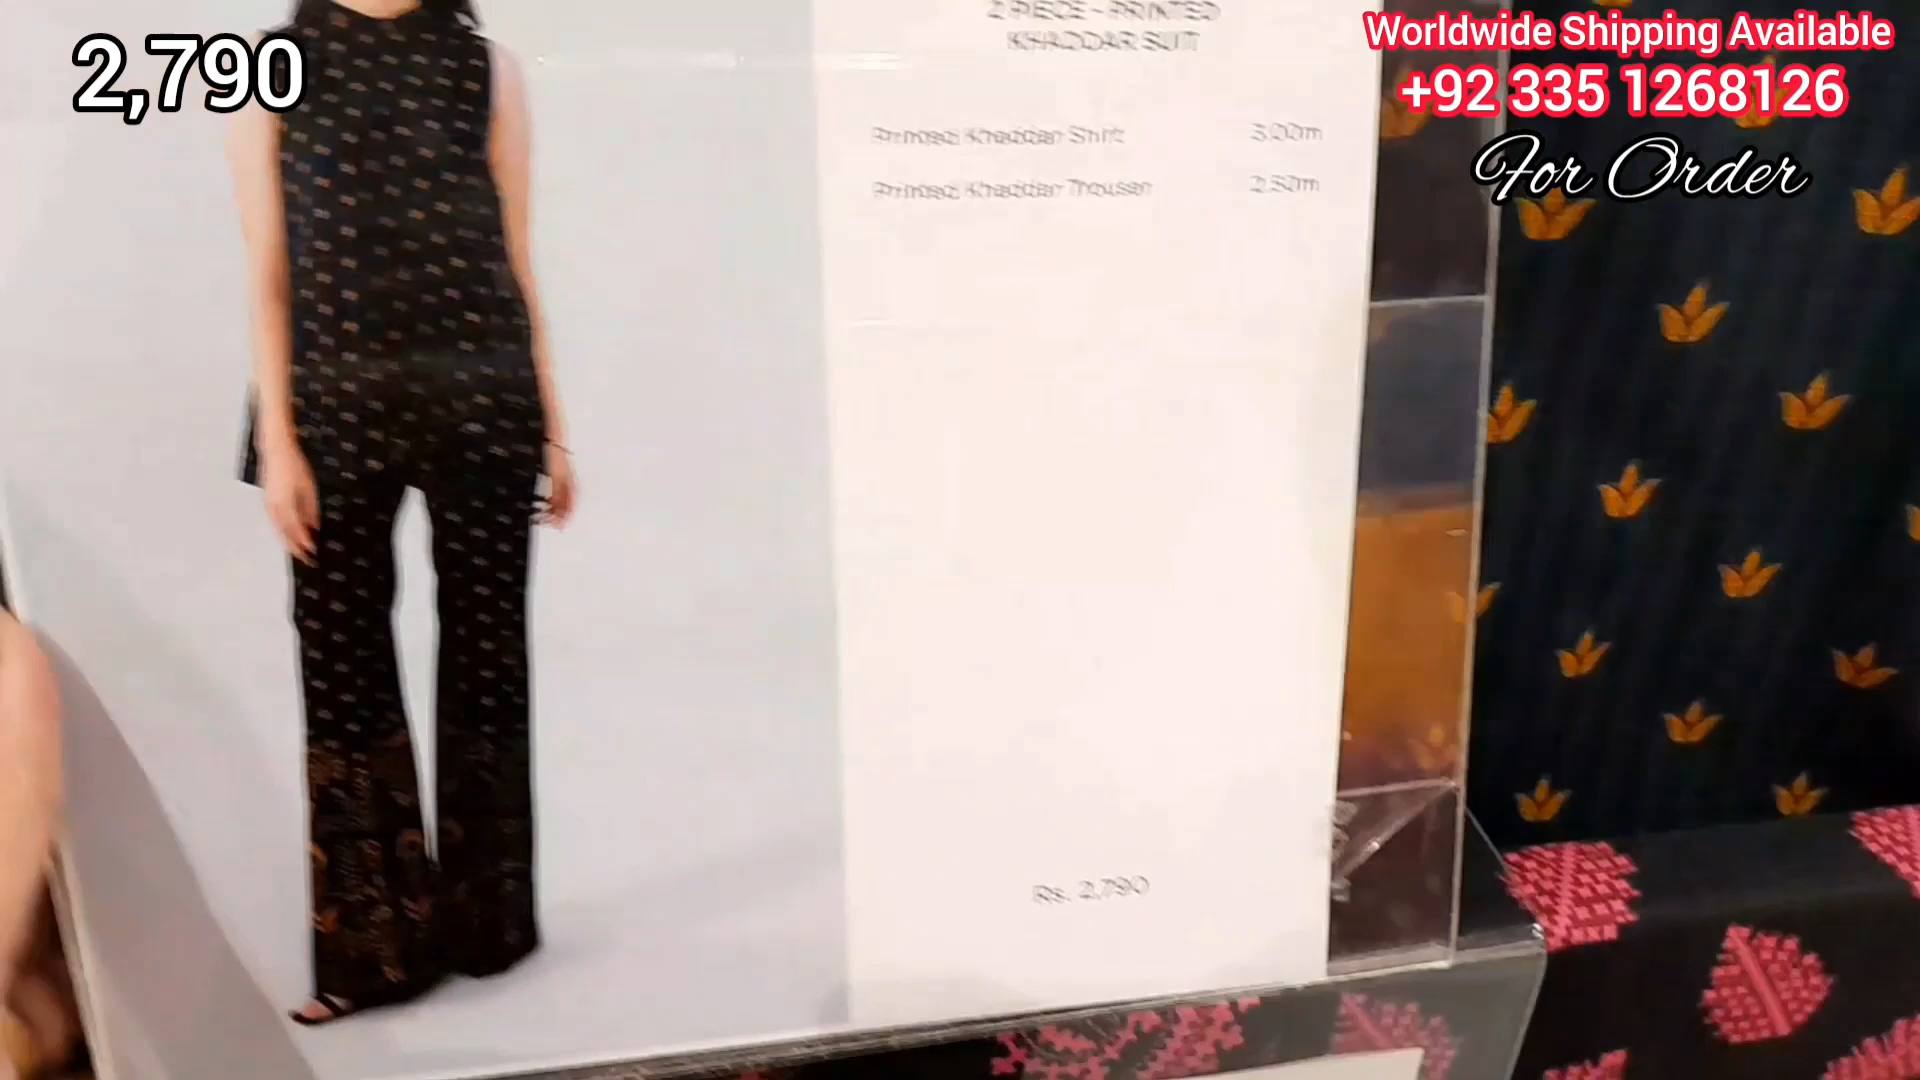 2,790
Worldwide Shipping Available
+92 335 1268126
For Order
2 PIECE - PRINTED
KHADDAR SUIT
Printed Khaddar Shirt 3.00m
Printed Khaddar Trouser 2.50m
Rs. 2,790